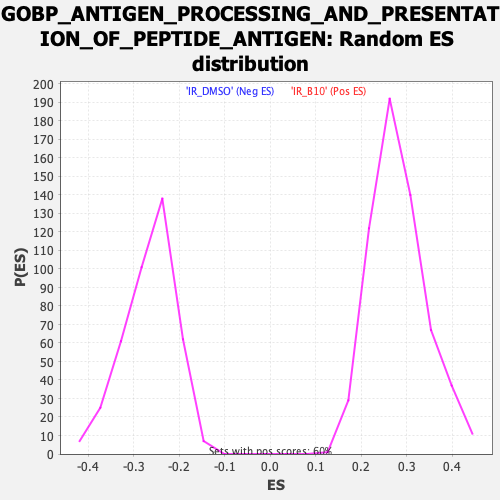 GOBP_ANTIGEN_PROCESSING_AND_PRESENTAT
ION_OF_PEPTIDE_ANTIGEN: Random ES
distribution
'IR_DMSO' (Neg ES) 'IR_B10' (Pos ES)
200
190
180
170
160
150
140
130
120
110
100
90
80
70
60
50
40
30
20
10
0
P(ES)
Sets with pos scores: 60%
-0.4 -0.3 -0.2 -0.1 0.0 0.1 0.2 0.3 0.4
ES